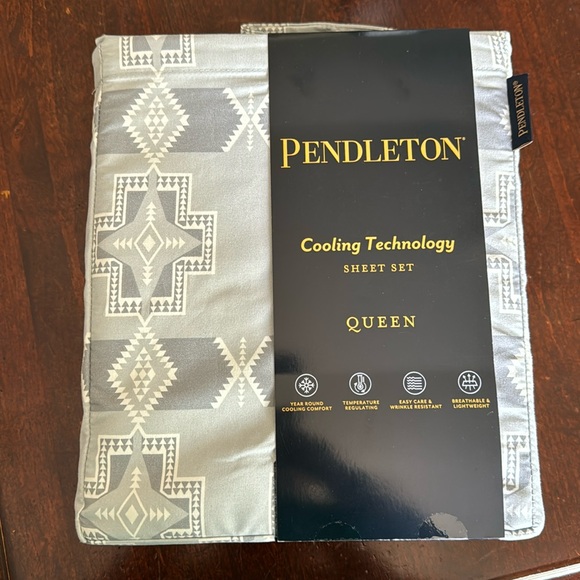 PENDLETON®
Cooling Technology
SHEET SET
QUEEN
YEAR ROUND
COOLING COMFORT
TEMPERATURE
REGULATING
EASY CARE &
WRINKLE RESISTANT
BREATHABLE &
LIGHTWEIGHT
PENDLETON®